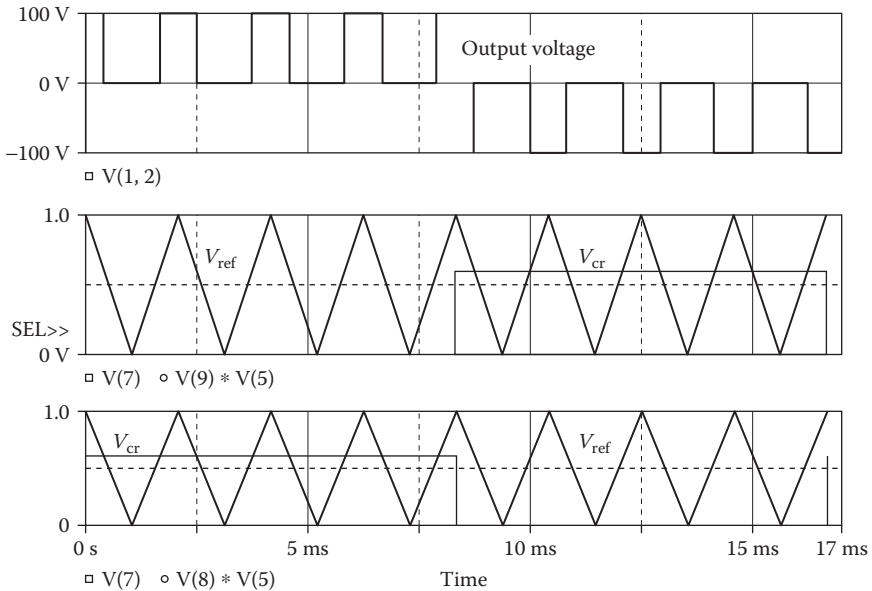 100 V
Output voltage
0 V
−100 V
V(1, 2)
1.0
V_ref
V_cr
SEL>>
0 V
V(7) V(9) * V(5)
1.0
V_cr V_ref
0
0 s 5 ms 10 ms 15 ms 17 ms
V(7) V(8) * V(5) Time